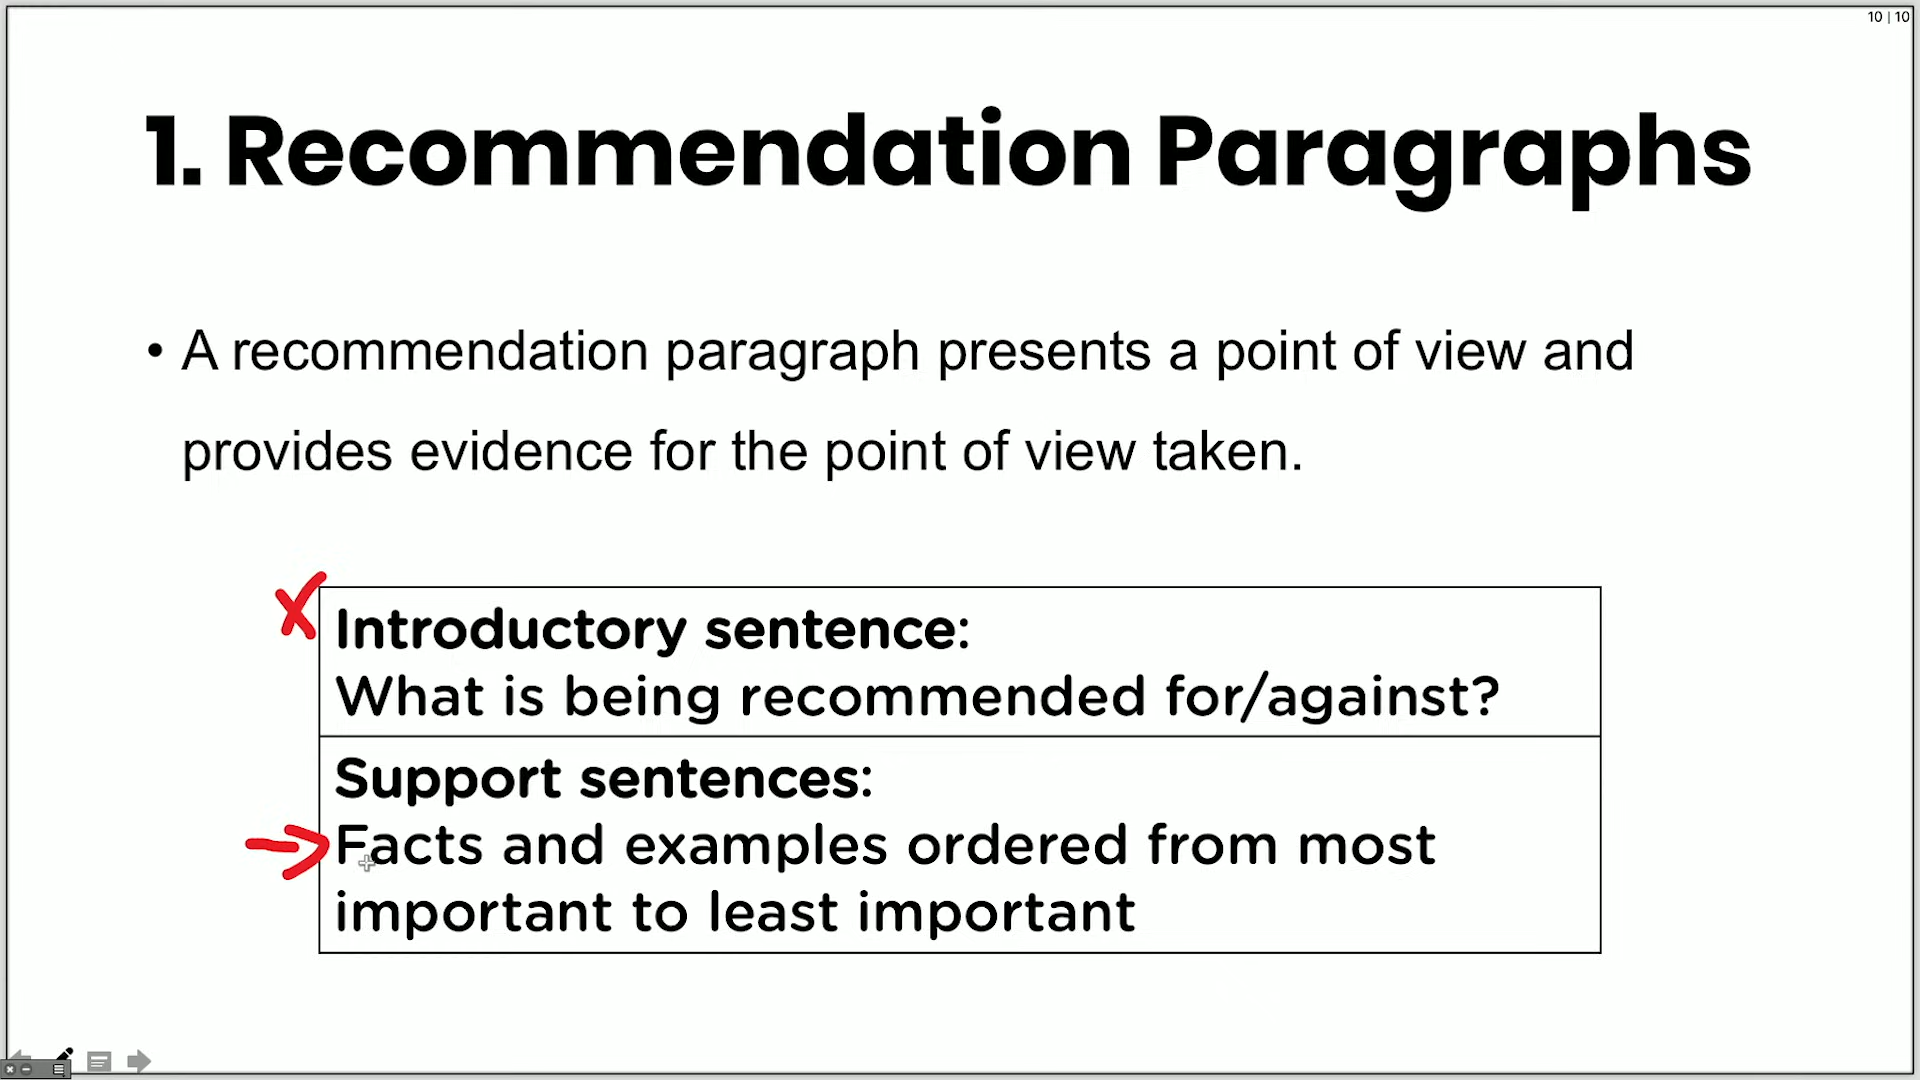 10 | 10
1. Recommendation Paragraphs
• A recommendation paragraph presents a point of view and
provides evidence for the point of view taken.
Introductory sentence:
What is being recommended for/against?
Support sentences:
Facts and examples ordered from most
important to least important